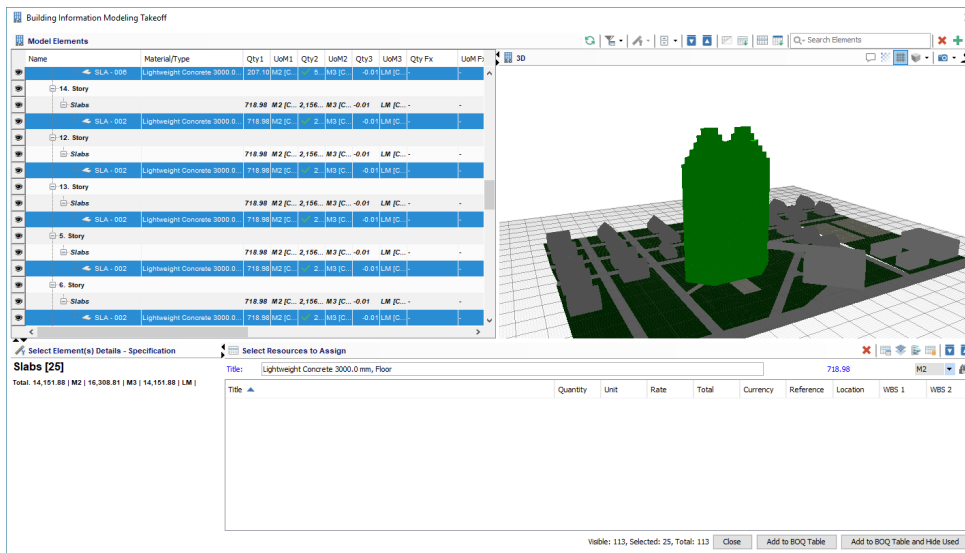 Building Information Modeling Takeoff
Model Elements
Q- Search Elements
Name Material/Type Qty1 UoM1 Qty2 UoM2 Qty3 UoM3 Qty Fx UoM Fx
3D
SLA - 006 Lightweight Concrete 3000.0... 207.10 M2 [C... 6... M3 [C... -0.01 LM [C... - -
14. Story
Slabs 718.98 M2 [C... 2,156... M3 [C... -0.01 LM [C... - -
SLA - 002 Lightweight Concrete 3000.0... 718.98 M2 [C... 2... M3 [C... -0.01 LM [C... - -
12. Story
Slabs 718.98 M2 [C... 2,156... M3 [C... -0.01 LM [C... - -
SLA - 002 Lightweight Concrete 3000.0... 718.98 M2 [C... 2... M3 [C... -0.01 LM [C... - -
13. Story
Slabs 718.98 M2 [C... 2,156... M3 [C... -0.01 LM [C... - -
SLA - 002 Lightweight Concrete 3000.0... 718.98 M2 [C... 2... M3 [C... -0.01 LM [C... - -
5. Story
Slabs 718.98 M2 [C... 2,156... M3 [C... -0.01 LM [C... - -
SLA - 002 Lightweight Concrete 3000.0... 718.98 M2 [C... 2... M3 [C... -0.01 LM [C... - -
6. Story
Slabs 718.98 M2 [C... 2,156... M3 [C... -0.01 LM [C... - -
SLA - 002 Lightweight Concrete 3000.0... 718.98 M2 [C... 2... M3 [C... -0.01 LM [C... - -
Select Element(s) Details - Specification
Slabs [25]
Total. 14,151.88 | M2 | 16,308.81 | M3 | 14,151.88 | LM |
Select Resources to Assign
Title: Lightweight Concrete 3000.0 mm, Floor 718.98 M2
Title Quantity Unit Rate Total Currency Reference Location WBS 1 WBS 2
Visible: 113, Selected: 25, Total: 113 Close Add to BOQ Table Add to BOQ Table and Hide Used